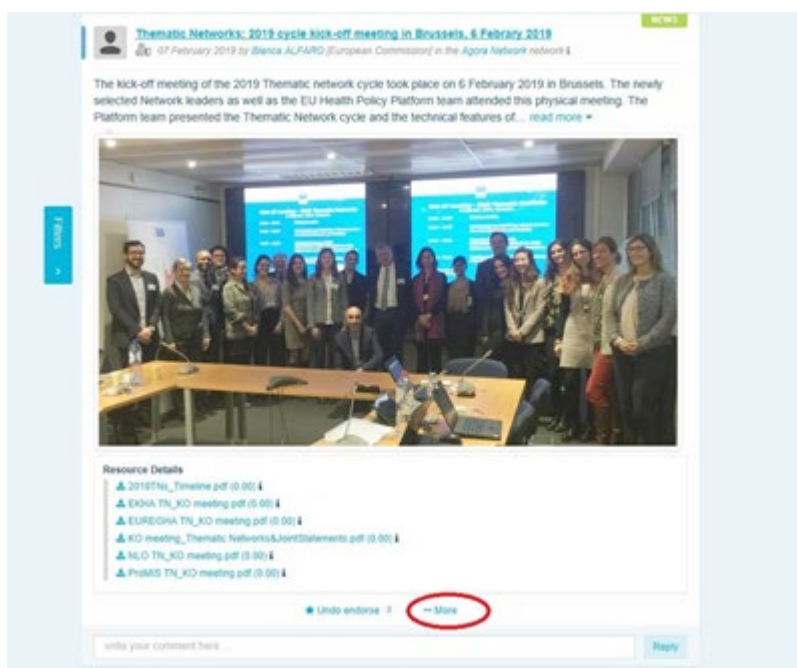 NEWS
Thematic Networks: 2019 cycle kick-off meeting in Brussels, 6 Febrary 2019
07 February 2019 by Bianca ALFARO [European Commission] in the Agora Network network
The kick-off meeting of the 2019 Thematic network cycle took place on 6 February 2019 in Brussels. The newly
selected Network leaders as well as the EU Health Policy Platform team attended this physical meeting. The
Platform team presented the Thematic Network cycle and the technical features of... read more
Filters
Resource Details
2019TNs_Timeline.pdf (0.00)
EKHA TN_KO meeting.pdf (0.00)
EUREGHA TN_KO meeting.pdf (0.00)
KO meeting_Thematic Networks&JointStatements.pdf (0.00)
NLO TN_KO meeting.pdf (0.00)
ProMIS TN_KO meeting.pdf (0.00)
Undo endorse 3 More
write your comment here ... Reply